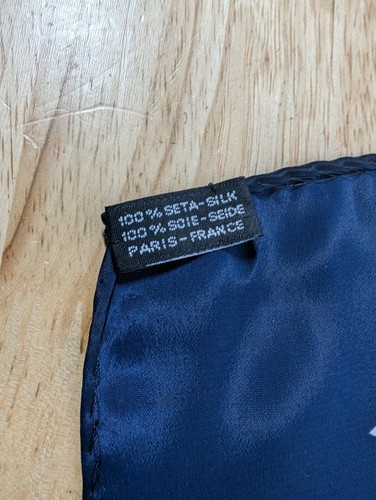 100% SETA-SILK
100% SOIE-SEIDE
PARIS-FRANCE